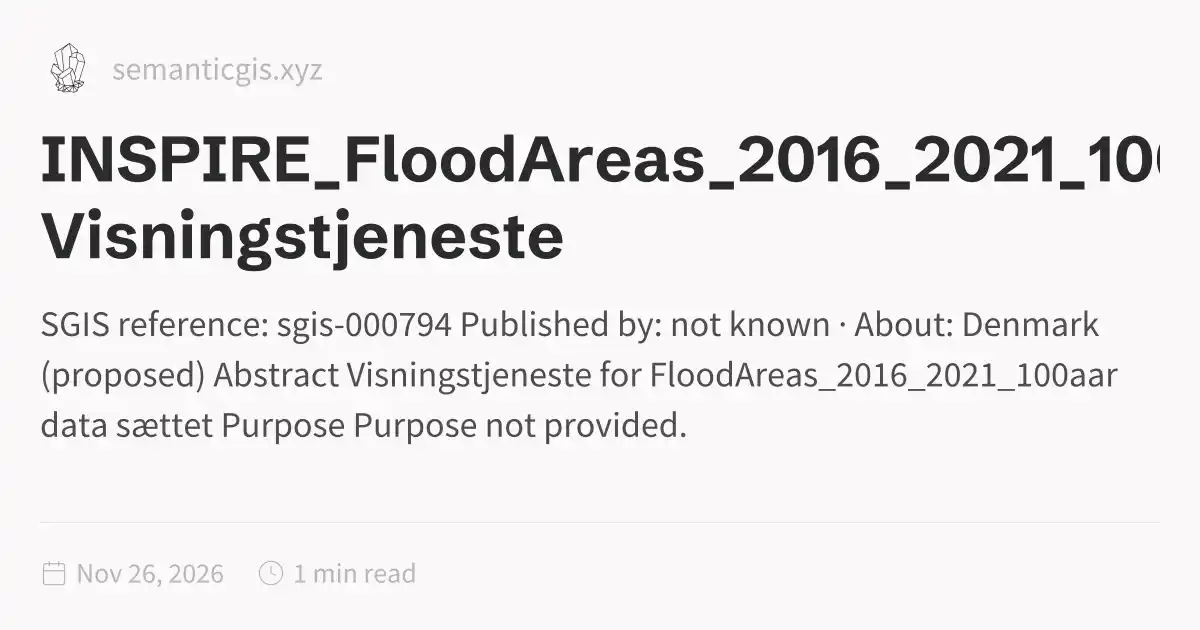 semanticgis.xyz
INSPIRE_FloodAreas_2016_2021_10
Visningstjeneste
SGIS reference: sgis-000794 Published by: not known · About: Denmark
(proposed) Abstract Visningstjeneste for FloodAreas_2016_2021_100aar
data sættet Purpose Purpose not provided.
Nov 26, 2026
1 min read